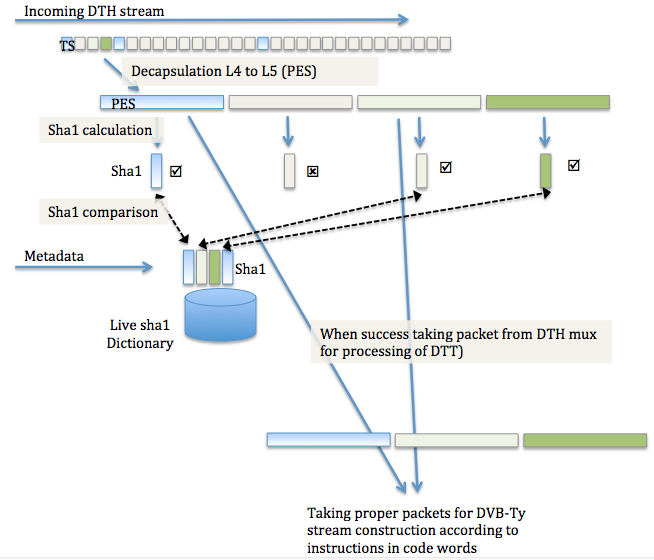 Incoming DTH stream
TS
Decapsulation L4 to L5 (PES)
PES
Sha1 calculation
Sha1
Sha1 comparison
Metadata
Sha1
Live sha1
Dictionary
When success taking packet from DTH mux
for processing of DTT)
Taking proper packets for DVB-Ty
stream construction according to
instructions in code words